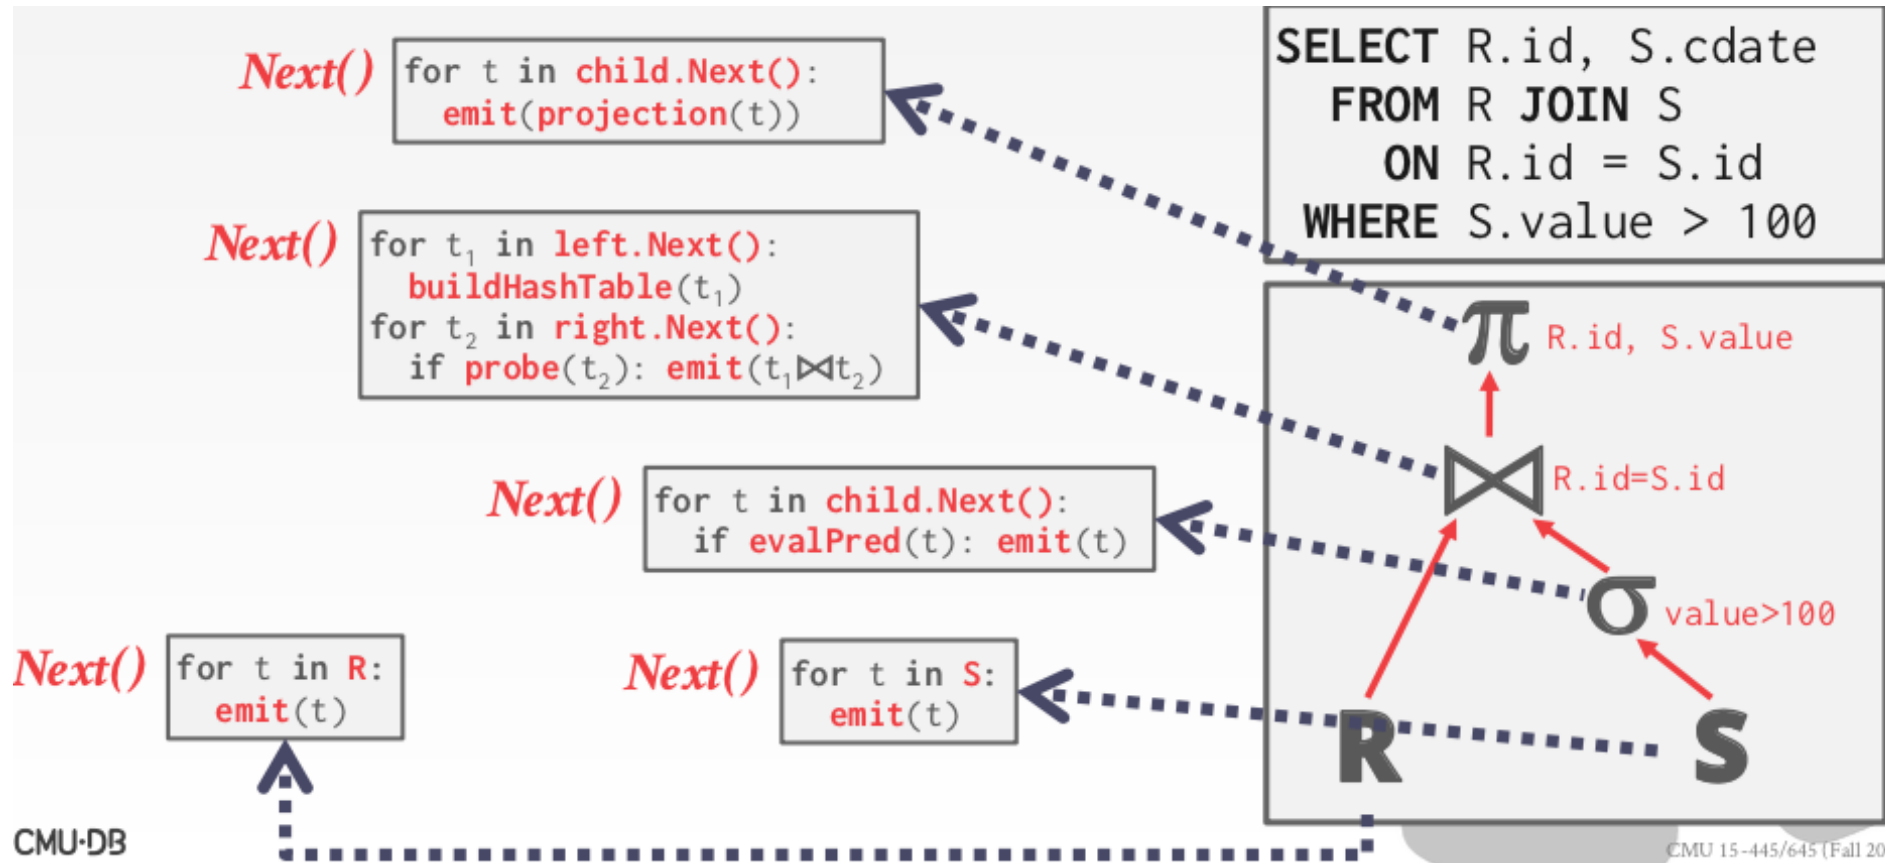 SELECT R.id, S.cdate
FROM R JOIN S
ON R.id = S.id
WHERE S.value > 100
Next()
for t in child.Next():
emit(projection(t))
Next()
for t₁ in left.Next():
buildHashTable(t₁)
for t₂ in right.Next():
if probe(t₂): emit(t₁⨝t₂)
Next()
for t in child.Next():
if evalPred(t): emit(t)
Next()
for t in R:
emit(t)
Next()
for t in S:
emit(t)
π R.id, S.value
⨝ R.id=S.id
σ value>100
R
S
CMU·DB
CMU 15-445/645 (Fall 20